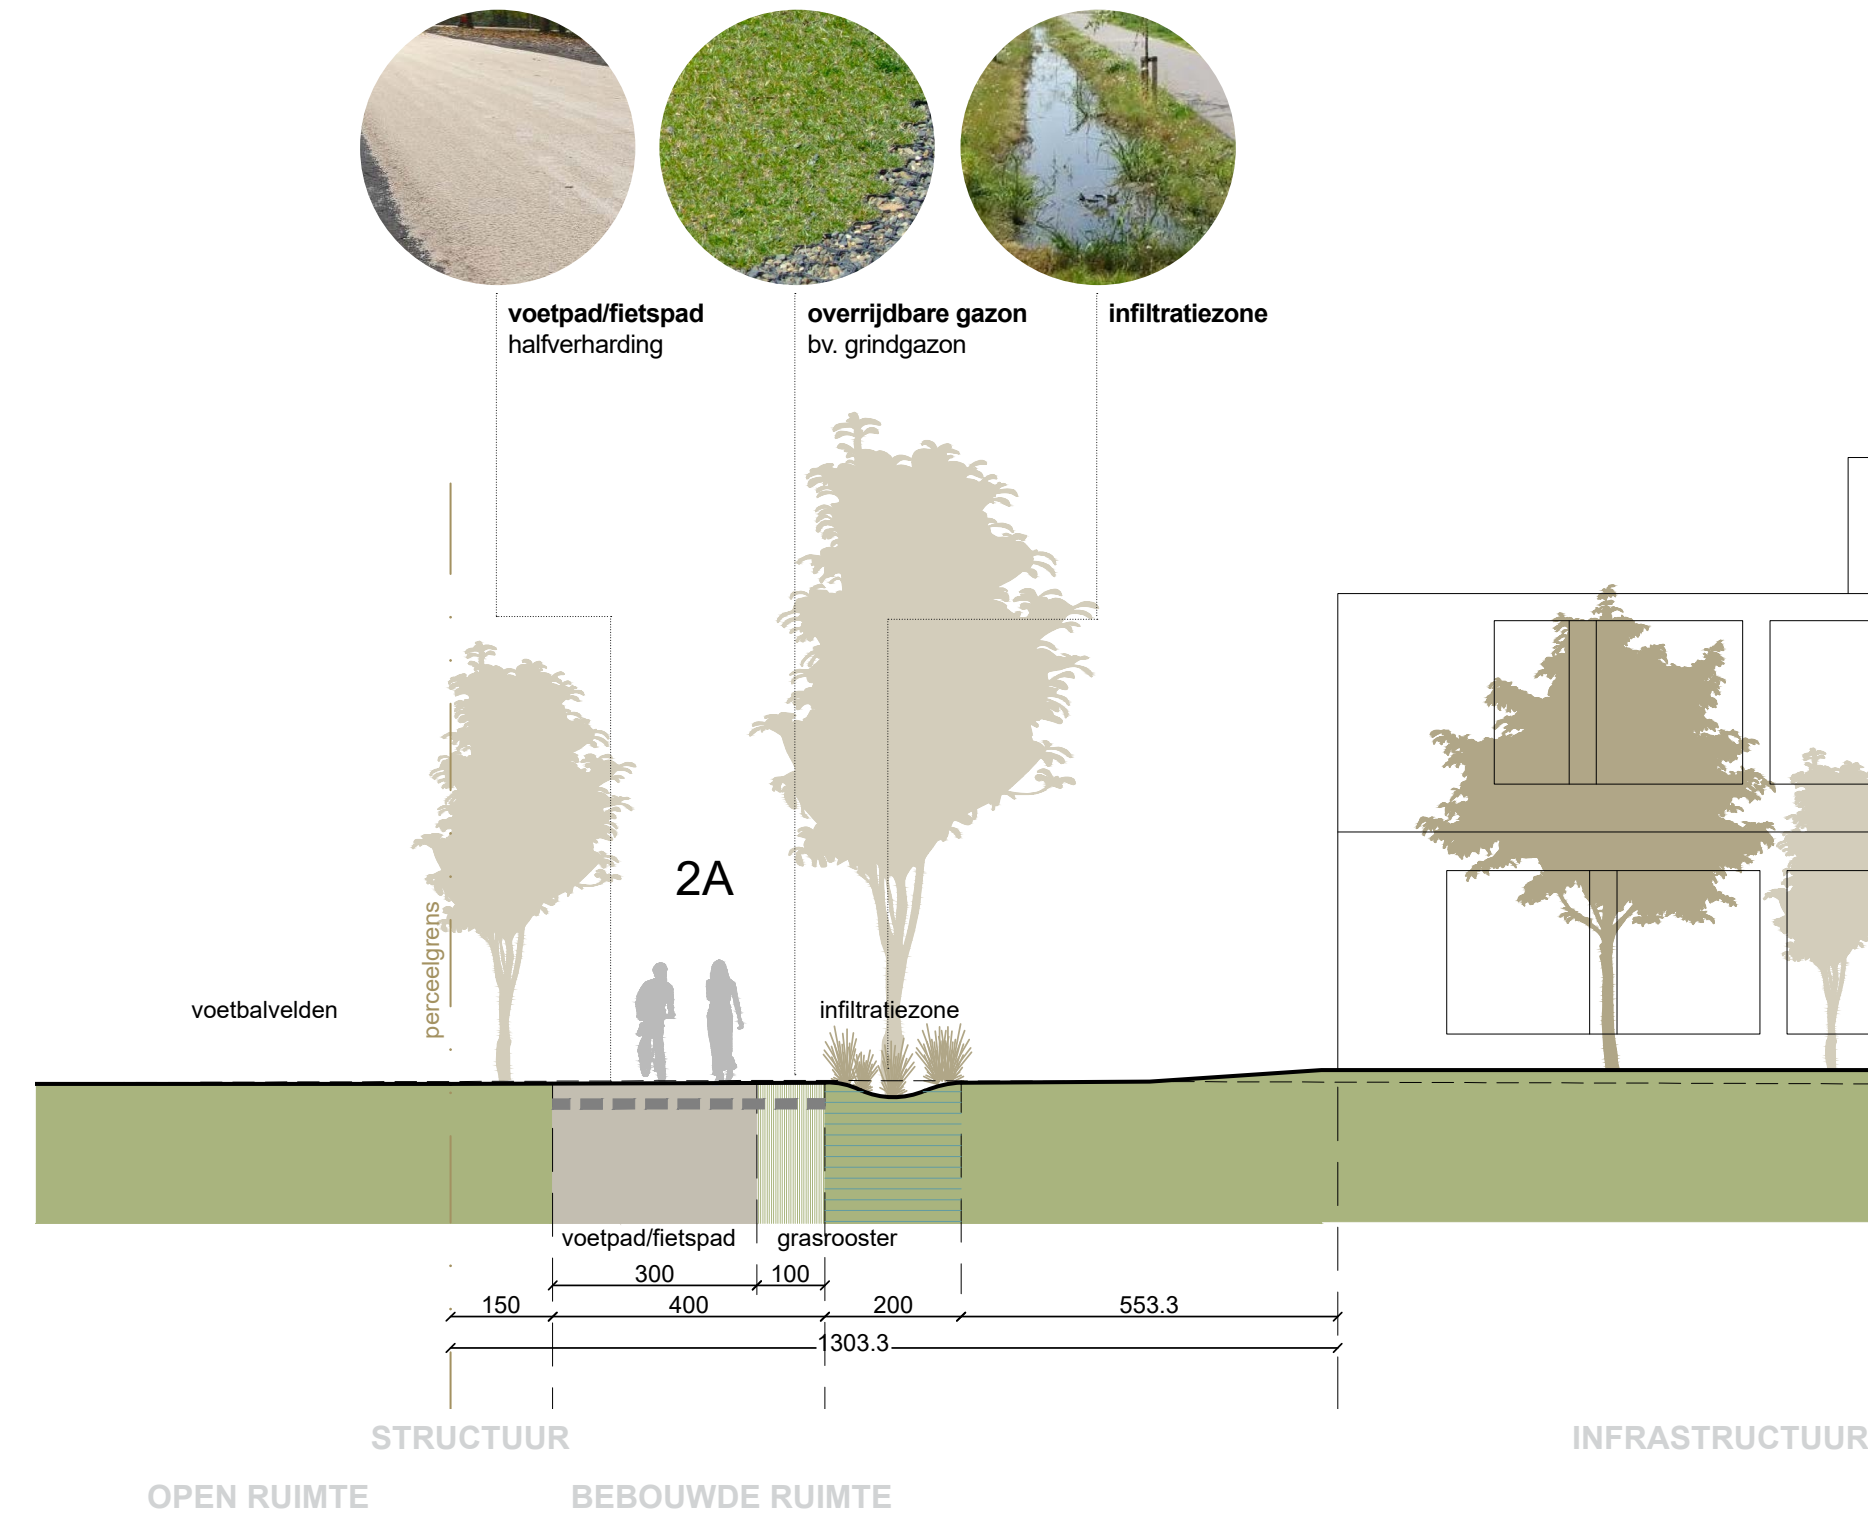 voetpad/fietspad
halfverharding
overrijdbare gazon
bv. grindgazon
infiltratiezone
2A
perceelgrens
voetbalvelden
infiltratiezone
voetpad/fietspad
grasrooster
300
100
150
400
200
553.3
1303.3
STRUCTUUR
INFRASTRUCTUUR
OPEN RUIMTE
BEBOUWDE RUIMTE